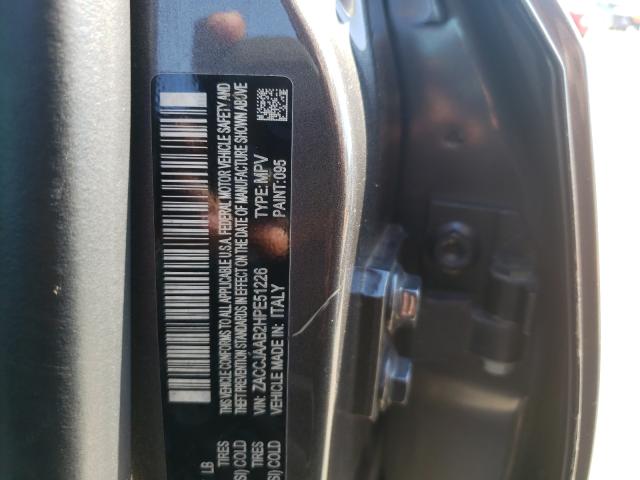 LB
TIRES
SI) COLD
TIRES
SI) COLD
THIS VEHICLE CONFORMS TO ALL APPLICABLE U.S.A. FEDERAL MOTOR VEHICLE SAFETY AND
THEFT PREVENTION STANDARDS IN EFFECT ON THE DATE OF MANUFACTURE SHOWN ABOVE
VIN: ZACCJAAB2HPE51226 TYPE: MPV
VEHICLE MADE IN: ITALY PAINT: 095